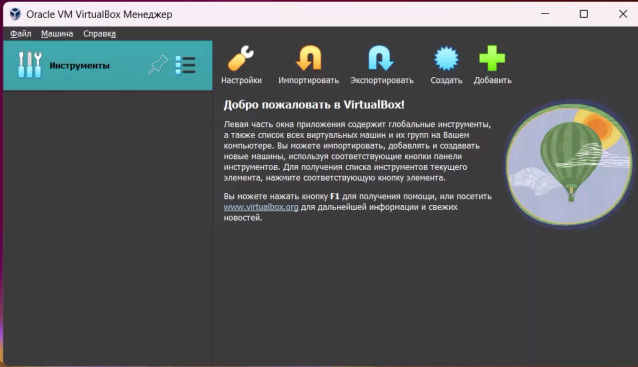 Oracle VM VirtualBox Менеджер
Файл Машина Справка
Инструменты
Настройки Импортировать Экспортировать Создать Добавить
Добро пожаловать в VirtualBox!
Левая часть окна приложения содержит глобальные инструменты,
а также список всех виртуальных машин и их групп на Вашем
компьютере. Вы можете импортировать, добавлять и создавать
новые машины, используя соответствующие кнопки панели
инструментов. Для получения списка инструментов текущего
элемента, нажмите соответствующую кнопку элемента.
Вы можете нажать кнопку F1 для получения помощи, или посетить
www.virtualbox.org для дальнейшей информации и свежих
новостей.